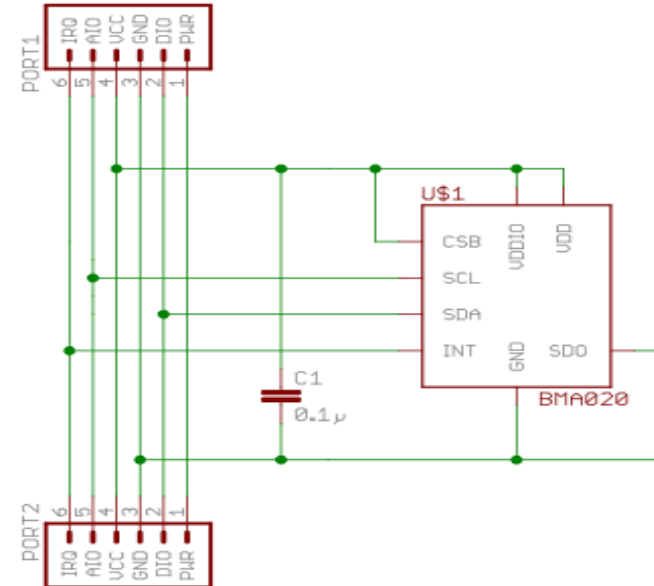 PORT1
IRQ AIO VCC GND DIO PWR
6 5 4 3 2 1
U$1
VDDIO VDD
CSB
SCL
SDA
INT GND SDO
BMA020
C1
0.1µ
PORT2
6 5 4 3 2 1
IRQ AIO VCC GND DIO PWR